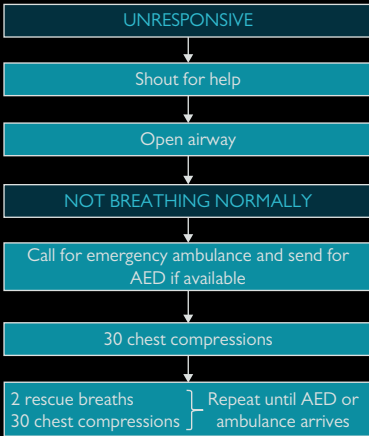 UNRESPONSIVE
Shout for help
Open airway
NOT BREATHING NORMALLY
Call for emergency ambulance and send for
AED if available
30 chest compressions
2 rescue breaths
30 chest compressions
Repeat until AED or
ambulance arrives